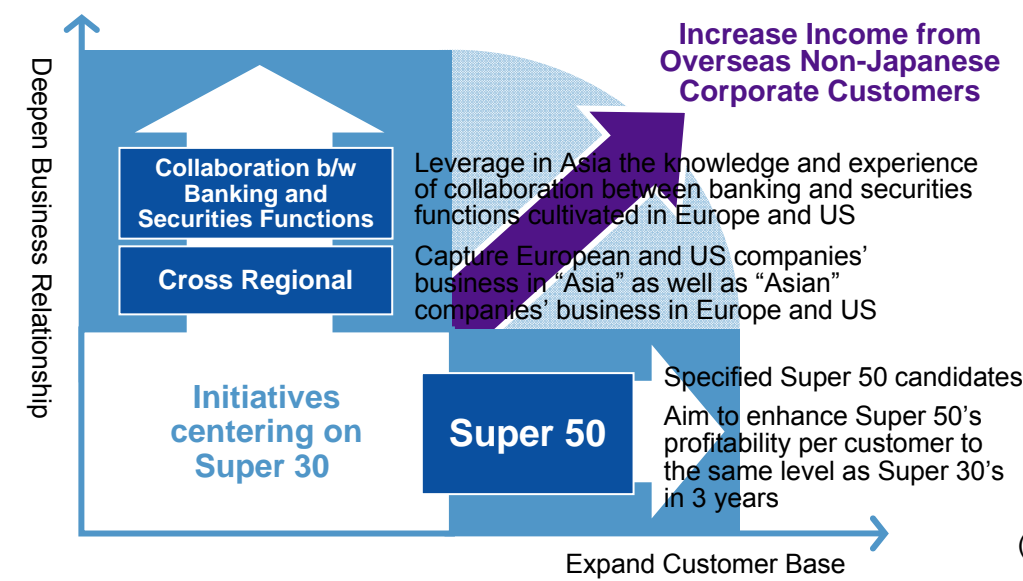 Increase Income from
Overseas Non-Japanese
Corporate Customers
Deepen Business Relationship
Collaboration b/w
Banking and
Securities Functions
Leverage in Asia the knowledge and experience
of collaboration between banking and securities
functions cultivated in Europe and US
Cross Regional
Capture European and US companies’
business in “Asia” as well as “Asian”
companies’ business in Europe and US
Initiatives
centering on
Super 30
Super 50
Specified Super 50 candidates
Aim to enhance Super 50’s
profitability per customer to
the same level as Super 30’s
in 3 years
Expand Customer Base
(